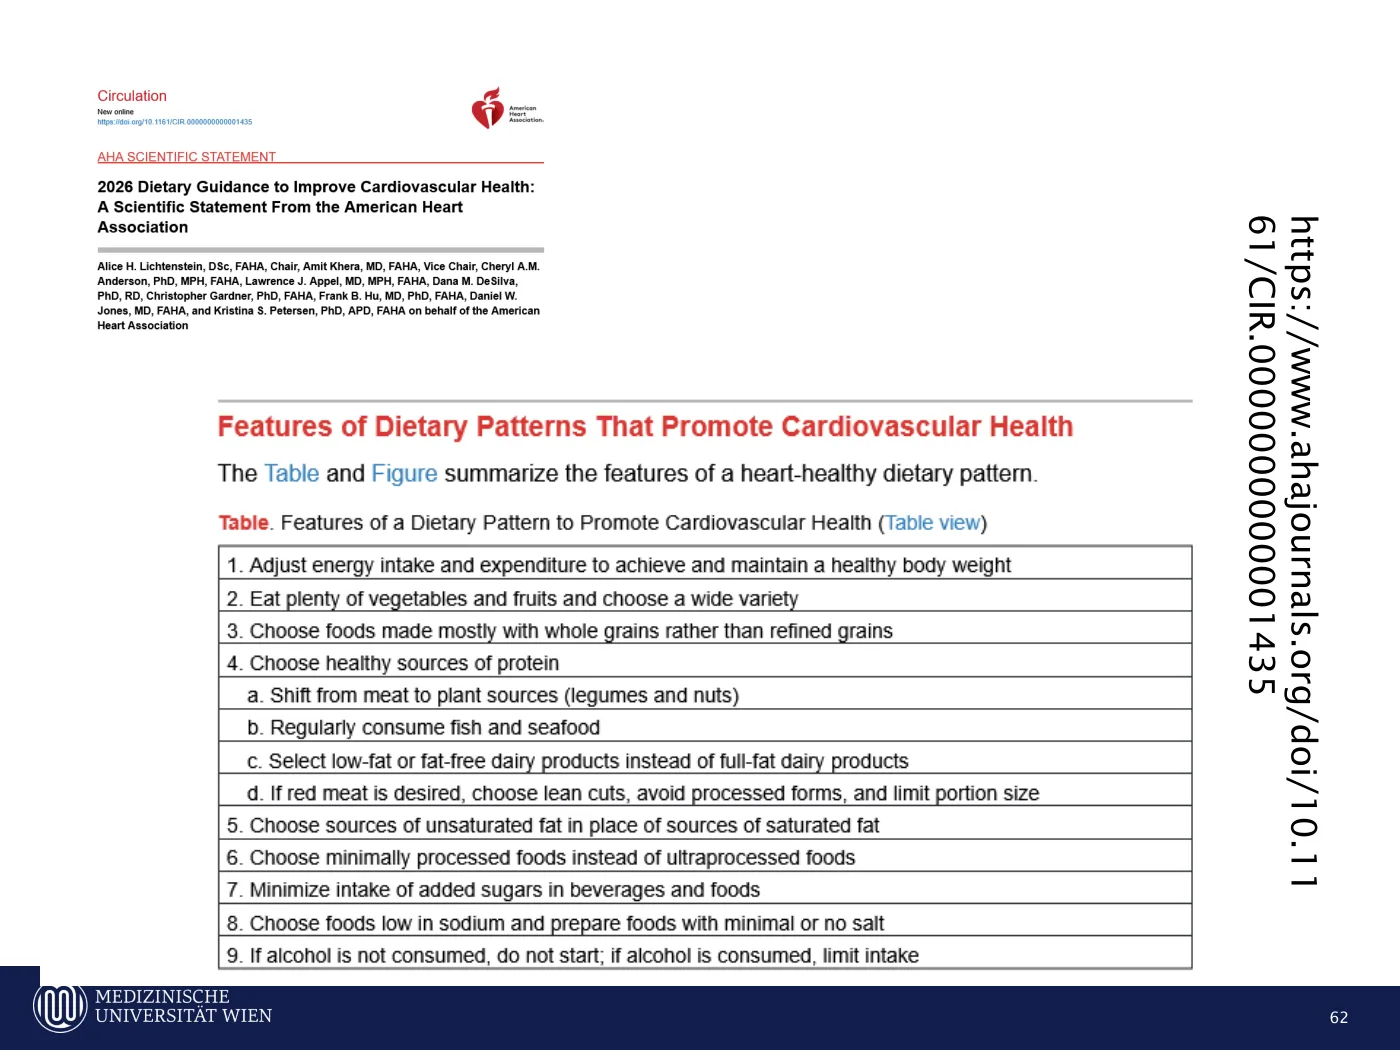 Circulation
New online
https://doi.org/10.1161/CIR.0000000000001435
American
Heart
Association.
AHA SCIENTIFIC STATEMENT
2026 Dietary Guidance to Improve Cardiovascular Health:
A Scientific Statement From the American Heart
Association
Alice H. Lichtenstein, DSc, FAHA, Chair, Amit Khera, MD, FAHA, Vice Chair, Cheryl A.M.
Anderson, PhD, MPH, FAHA, Lawrence J. Appel, MD, MPH, FAHA, Dana M. DeSilva,
PhD, RD, Christopher Gardner, PhD, FAHA, Frank B. Hu, MD, PhD, FAHA, Daniel W.
Jones, MD, FAHA, and Kristina S. Petersen, PhD, APD, FAHA on behalf of the American
Heart Association
Features of Dietary Patterns That Promote Cardiovascular Health
The Table and Figure summarize the features of a heart-healthy dietary pattern.
Table. Features of a Dietary Pattern to Promote Cardiovascular Health (Table view)
1. Adjust energy intake and expenditure to achieve and maintain a healthy body weight
2. Eat plenty of vegetables and fruits and choose a wide variety
3. Choose foods made mostly with whole grains rather than refined grains
4. Choose healthy sources of protein
a. Shift from meat to plant sources (legumes and nuts)
b. Regularly consume fish and seafood
c. Select low-fat or fat-free dairy products instead of full-fat dairy products
d. If red meat is desired, choose lean cuts, avoid processed forms, and limit portion size
5. Choose sources of unsaturated fat in place of sources of saturated fat
6. Choose minimally processed foods instead of ultraprocessed foods
7. Minimize intake of added sugars in beverages and foods
8. Choose foods low in sodium and prepare foods with minimal or no salt
9. If alcohol is not consumed, do not start; if alcohol is consumed, limit intake
https://www.ahajournals.org/doi/10.11
61/CIR.0000000000001435
MEDIZINISCHE
UNIVERSITÄT WIEN
62